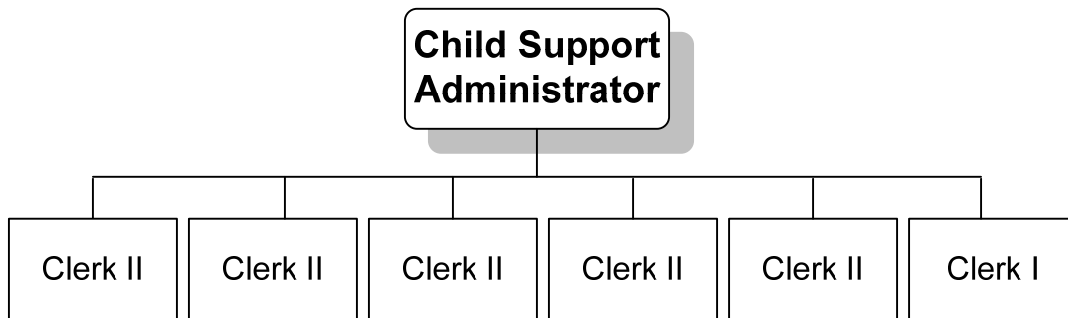 Child Support
Administrator
Clerk II
Clerk II
Clerk II
Clerk II
Clerk II
Clerk I